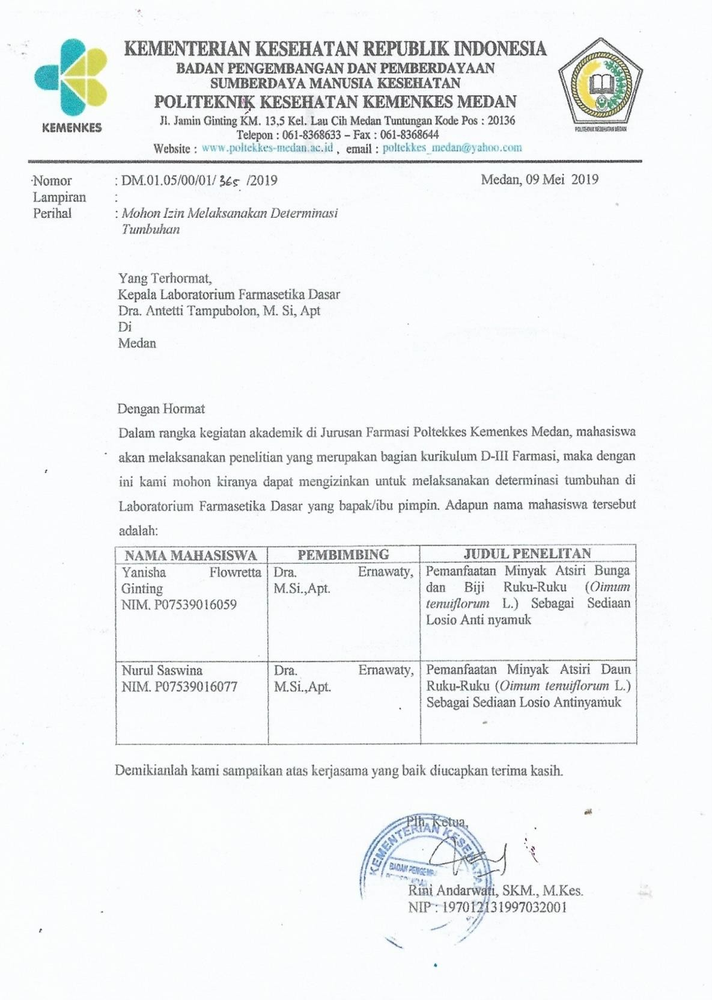 KEMENTERIAN KESEHATAN REPUBLIK INDONESIA
BADAN PENGEMBANGAN DAN PEMBERDAYAAN
SUMBERDAYA MANUSIA KESEHATAN
POLITEKNIK KESEHATAN KEMENKES MEDAN
Jl. Jamin Ginting KM. 13,5 Kel. Lau Cih Medan Tuntungan Kode Pos : 20136
Telepon : 061-8368633 – Fax : 061-8368644
Website : www.poltekkes-medan.ac.id , email : poltekkes_medan@yahoo.com
KEMENKES
POLITEKNIK KESEHATAN MEDAN
Nomor : DM.01.05/00/01/ 365 /2019 Medan, 09 Mei 2019
Lampiran :
Perihal : Mohon Izin Melaksanakan Determinasi
Tumbuhan
Yang Terhormat,
Kepala Laboratorium Farmasetika Dasar
Dra. Antetti Tampubolon, M. Si, Apt
Di
Medan
Dengan Hormat
Dalam rangka kegiatan akademik di Jurusan Farmasi Poltekkes Kemenkes Medan, mahasiswa
akan melaksanakan penelitian yang merupakan bagian kurikulum D-III Farmasi, maka dengan
ini kami mohon kiranya dapat mengizinkan untuk melaksanakan determinasi tumbuhan di
Laboratorium Farmasetika Dasar yang bapak/ibu pimpin. Adapun nama mahasiswa tersebut
adalah:
NAMA MAHASISWA PEMBIMBING JUDUL PENELITAN
Yanisha Flowretta Dra. Ernawaty, Pemanfaatan Minyak Atsiri Bunga
Ginting M.Si.,Apt. dan Biji Ruku-Ruku (Oimum
NIM. P07539016059 tenuiflorum L.) Sebagai Sediaan
Losio Anti nyamuk
Nurul Saswina Dra. Ernawaty, Pemanfaatan Minyak Atsiri Daun
NIM. P07539016077 M.Si.,Apt. Ruku-Ruku (Oimum tenuiflorum L.)
Sebagai Sediaan Losio Antinyamuk
Demikianlah kami sampaikan atas kerjasama yang baik diucapkan terima kasih.
Plh. Ketua,
KEMENTERIAN KESEHATAN
BADAN
Rini Andarwati, SKM., M.Kes.
NIP : 197012131997032001